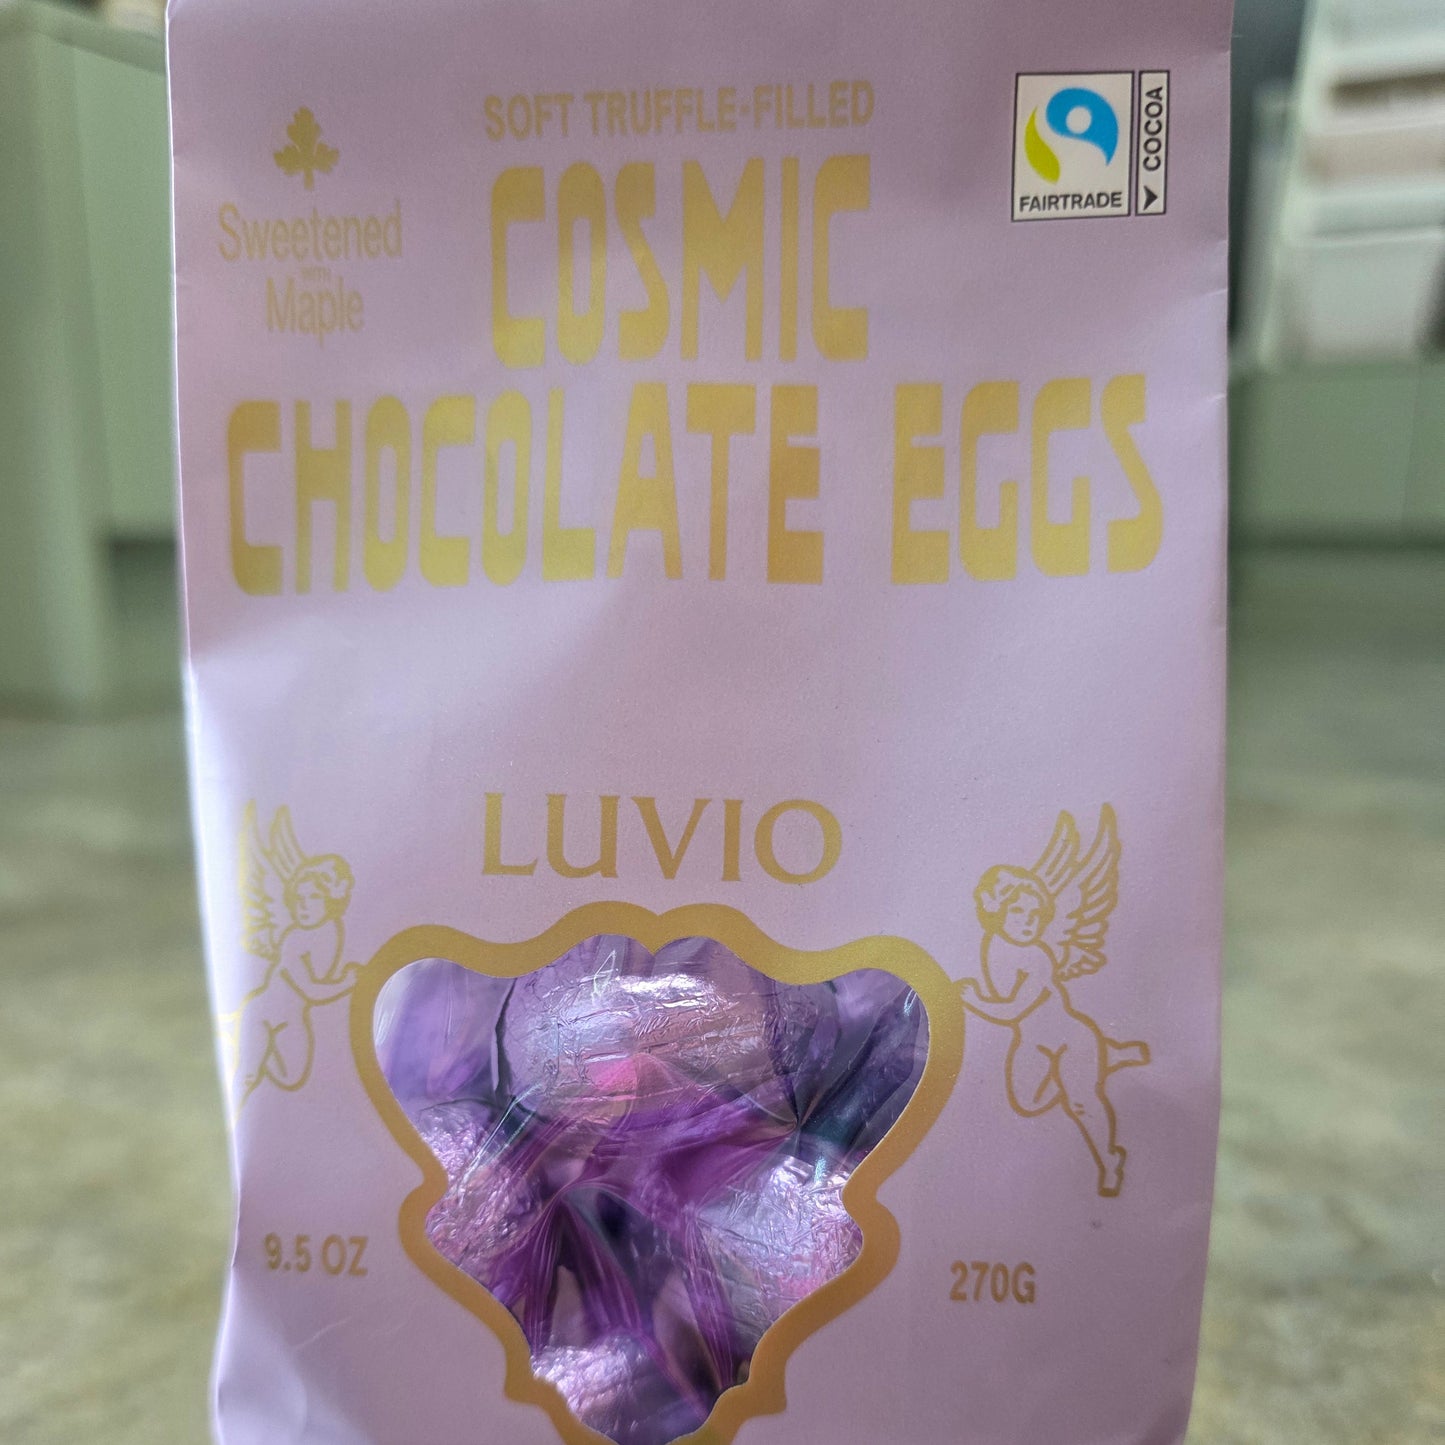 SOFT TRUFFLE-FILLED
COSMIC
CHOCOLATE EGGS
Sweetened
WITH
Maple
FAIRTRADE
COCOA
LUVIO
9.5 OZ
270G